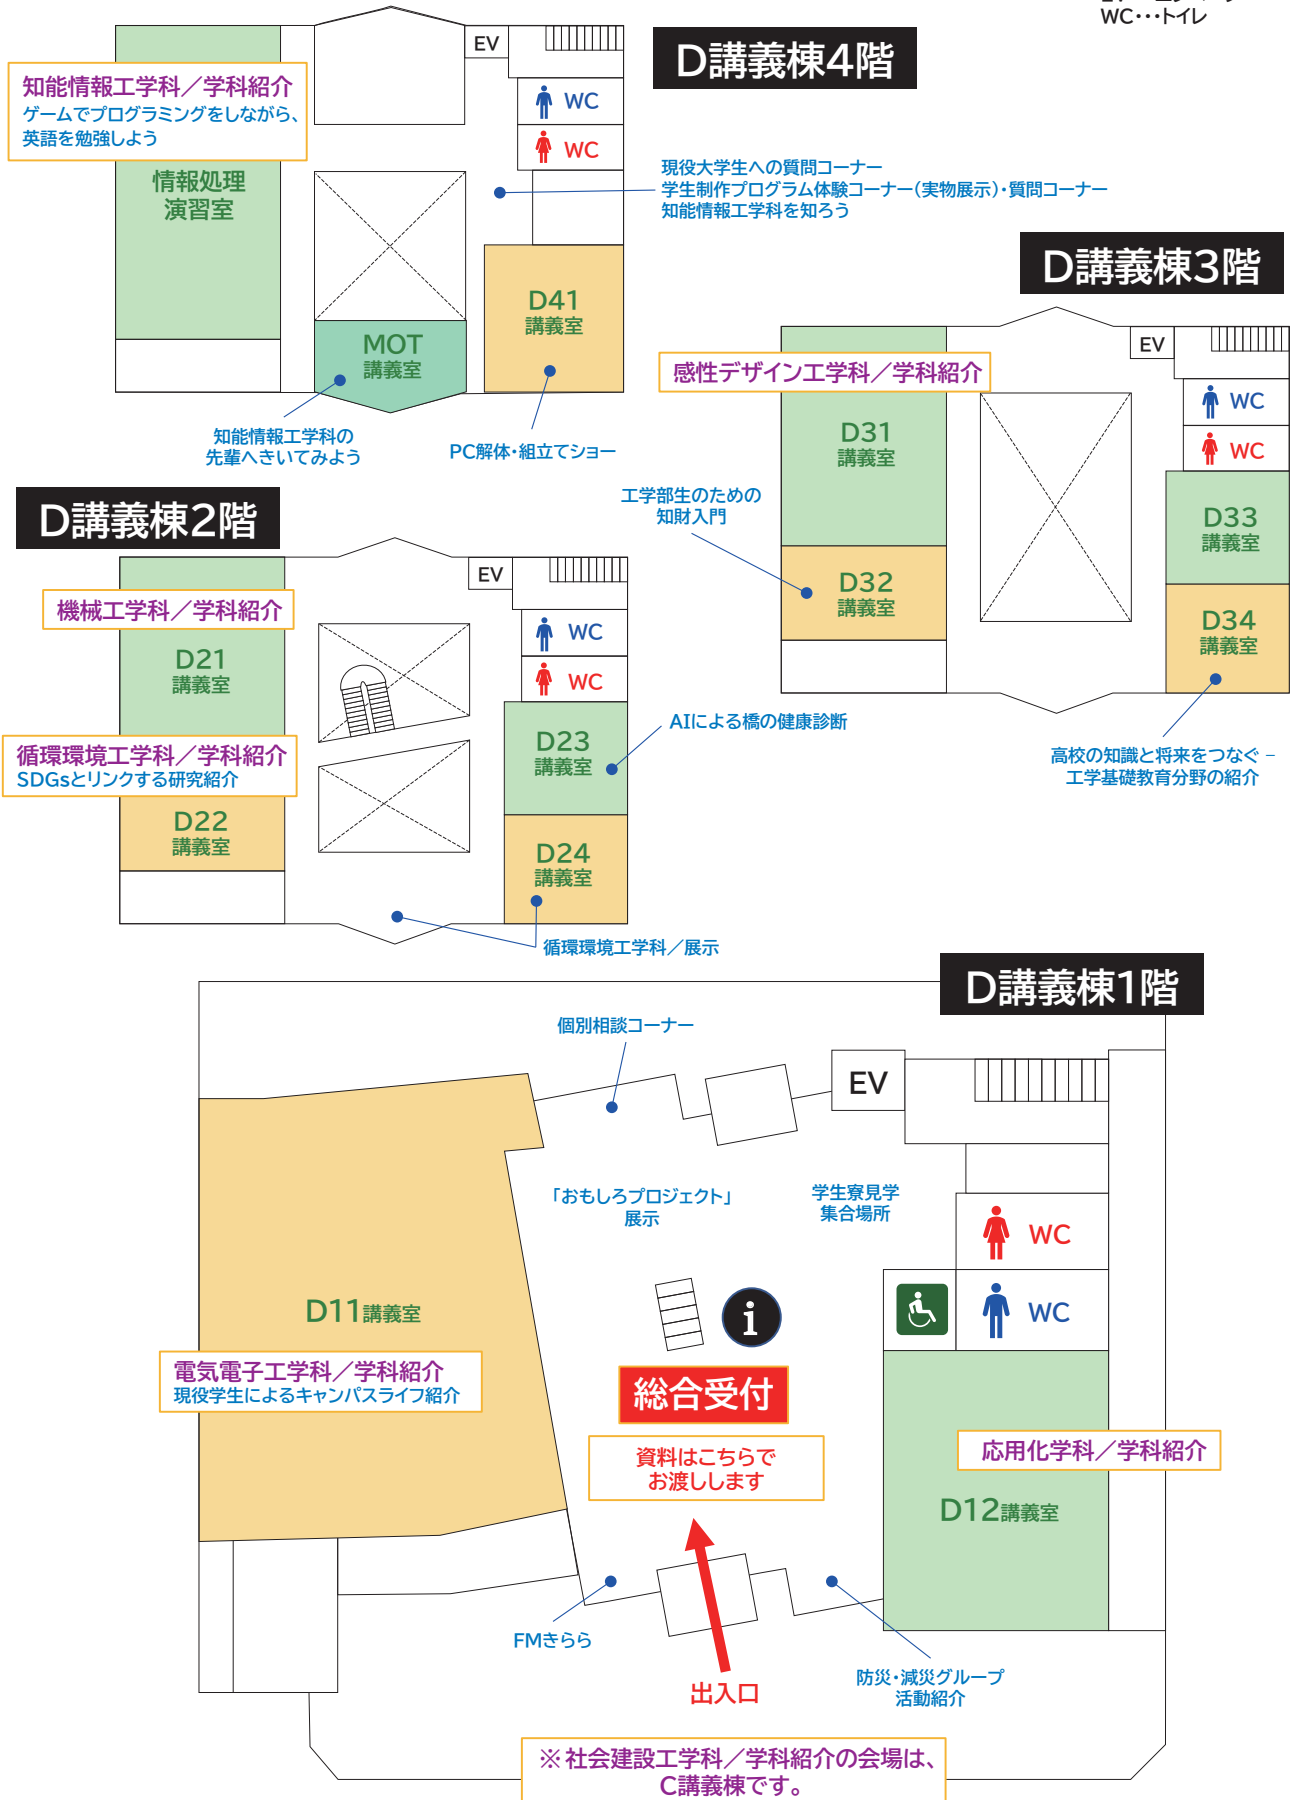 WC・・・トイレ
D講義棟4階
EV
知能情報工学科／学科紹介
ゲームでプログラミングをしながら、
英語を勉強しよう
WC
WC
情報処理
演習室
現役大学生への質問コーナー
学生制作プログラム体験コーナー（実物展示）・質問コーナー
知能情報工学科を知ろう
D41
講義室
MOT
講義室
知能情報工学科の
先輩へきいてみよう
PC解体・組立てショー
D講義棟3階
EV
感性デザイン工学科／学科紹介
WC
WC
D31
講義室
工学部生のための
知財入門
D33
講義室
D32
講義室
D34
講義室
高校の知識と将来をつなぐ－
工学基礎教育分野の紹介
D講義棟2階
EV
機械工学科／学科紹介
WC
WC
D21
講義室
AIによる橋の健康診断
循環環境工学科／学科紹介
SDGsとリンクする研究紹介
D23
講義室
D22
講義室
D24
講義室
循環環境工学科／展示
D講義棟1階
個別相談コーナー
EV
「おもしろプロジェクト」
展示
学生寮見学
集合場所
WC
WC
i
D11講義室
電気電子工学科／学科紹介
現役学生によるキャンパスライフ紹介
総合受付
資料はこちらで
お渡しします
応用化学科／学科紹介
D12講義室
FMきらら
防災・減災グループ
活動紹介
出入口
※社会建設工学科／学科紹介の会場は、
C講義棟です。